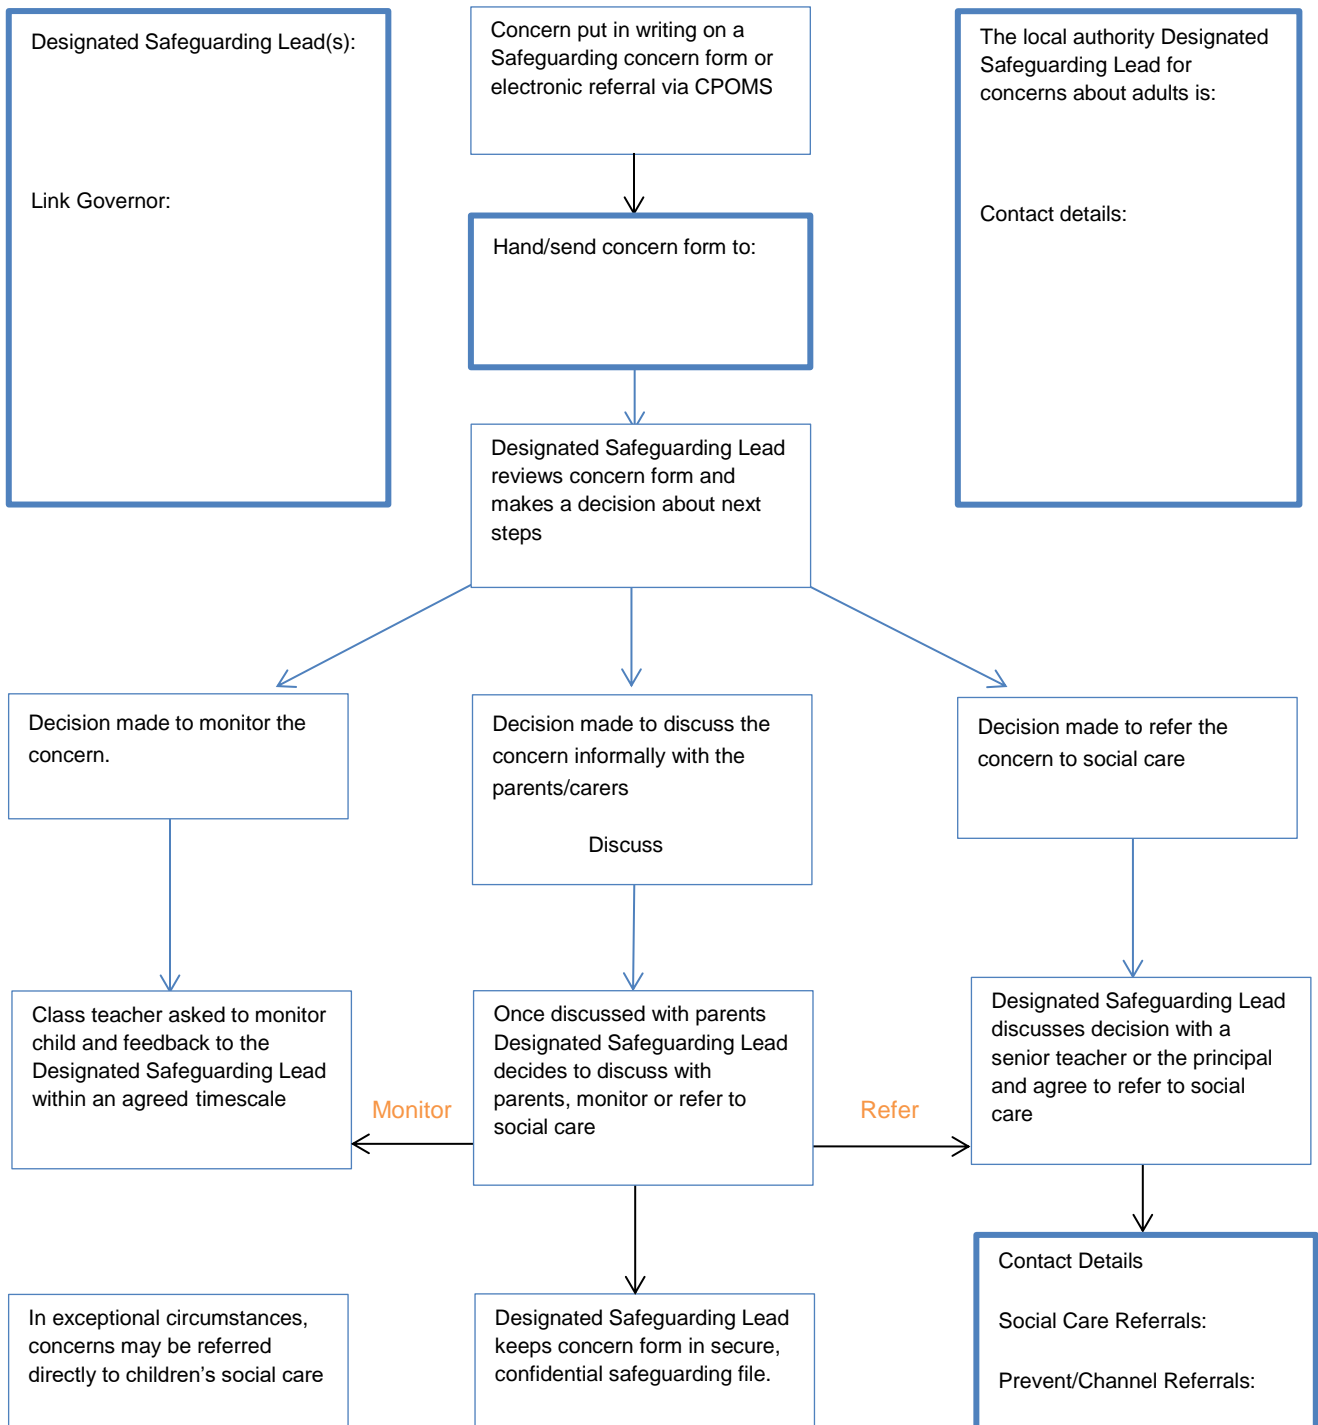 Designated Safeguarding Lead(s):
Link Governor:
Concern put in writing on a
Safeguarding concern form or
electronic referral via CPOMS
The local authority Designated
Safeguarding Lead for
concerns about adults is:
Contact details:
Hand/send concern form to:
Designated Safeguarding Lead
reviews concern form and
makes a decision about next
steps
Decision made to monitor the
concern.
Decision made to discuss the
concern informally with the
parents/carers
Discuss
Decision made to refer the
concern to social care
Class teacher asked to monitor
child and feedback to the
Designated Safeguarding Lead
within an agreed timescale
Monitor
Once discussed with parents
Designated Safeguarding Lead
decides to discuss with
parents, monitor or refer to
social care
Refer
Designated Safeguarding Lead
discusses decision with a
senior teacher or the principal
and agree to refer to social
care
In exceptional circumstances,
concerns may be referred
directly to children’s social care
Designated Safeguarding Lead
keeps concern form in secure,
confidential safeguarding file.
Contact Details
Social Care Referrals:
Prevent/Channel Referrals: